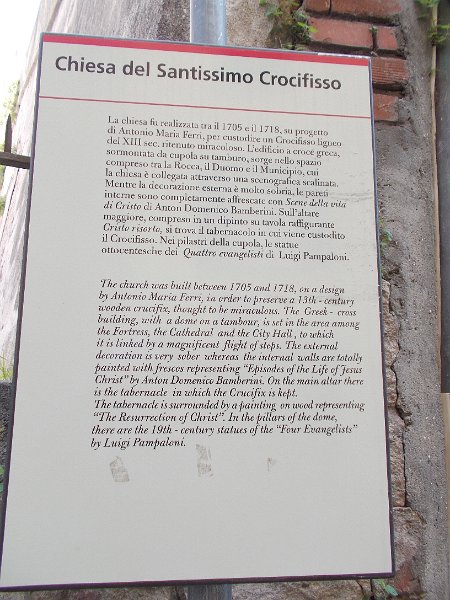 Chiesa del Santissimo Crocifisso
La chiesa fu realizzata tra il 1705 e il 1718, su progetto
di Antonio Maria Ferri, per custodire un Crocifisso ligneo
del XIII sec. ritenuto miracoloso. L'edificio a croce greca,
sormontata da cupola su tamburo, sorge nello spazio
compreso tra la Rocca, il Duomo e il Municipio, cui
la chiesa è collegata attraverso una scenografica scalinata.
Mentre la decorazione esterna è molto sobria, le pareti
interne sono completamente affrescate con Scene della vita
di Cristo di Anton Domenico Bamberini. Sull'altare
maggiore, compreso in un dipinto su tavola raffigurante
Cristo risorto, si trova il tabernacolo in cui viene custodito
il Crocifisso. Nei pilastri della cupola, le statue
ottocentesche dei Quattro evangelisti di Luigi Pampaloni.
The church was built between 1705 and 1718, on a design
by Antonio Maria Ferri, in order to preserve a 13th - century
wooden crucifix, thought to be miraculous. The Greek - cross
building, with a dome on a tambour, is set in the area among
the Fortress, the Cathedral and the City Hall, to which
it is linked by a magnificent flight of steps. The external
decoration is very sober whereas the internal walls are totally
painted with frescos representing "Episodes of the Life of Jesus
Christ" by Anton Domenico Bamberini. On the main altar there
is the tabernacle in which the Crucifix is kept.
The tabernacle is surrounded by a painting on wood representing
"The Resurrection of Christ". In the pillars of the dome,
there are the 19th - century statues of the "Four Evangelists"
by Luigi Pampaloni.